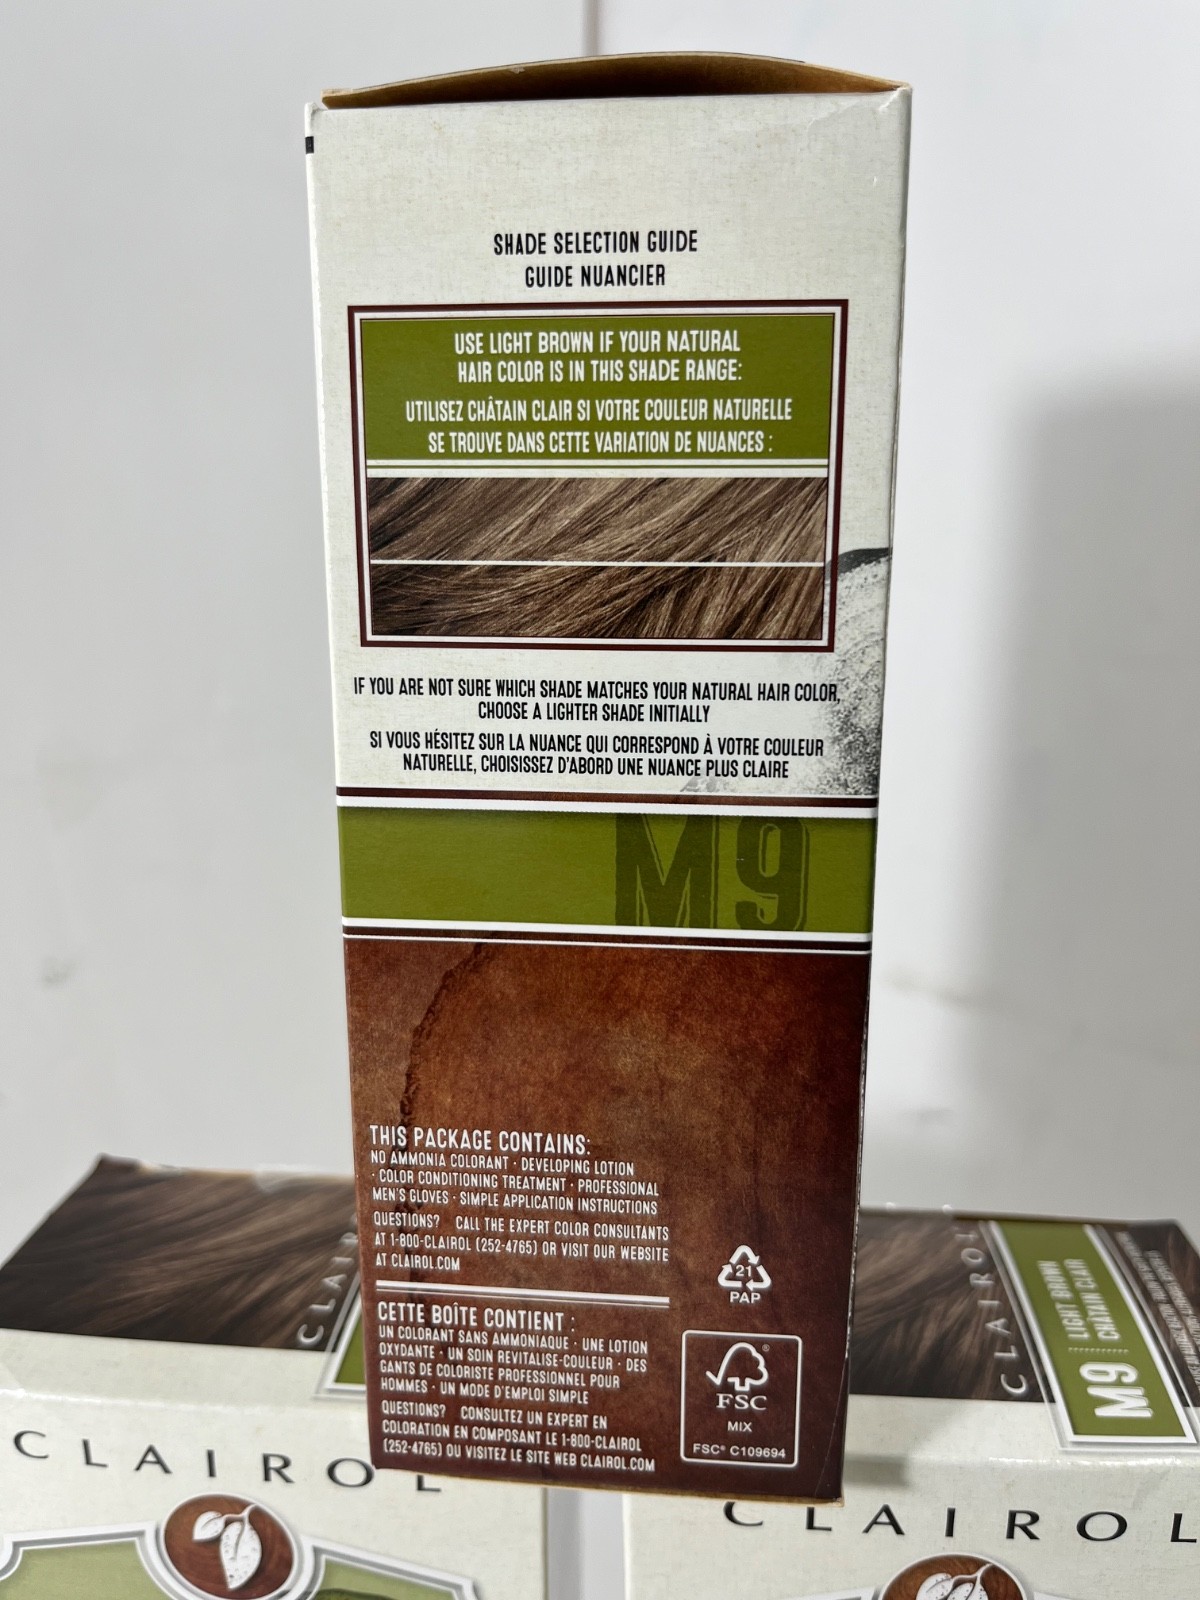 SHADE SELECTION GUIDE
GUIDE NUANCIER
USE LIGHT BROWN IF YOUR NATURAL
HAIR COLOR IS IN THIS SHADE RANGE:
UTILISEZ CHÂTAIN CLAIR SI VOTRE COULEUR NATURELLE
SE TROUVE DANS CETTE VARIATION DE NUANCES :
IF YOU ARE NOT SURE WHICH SHADE MATCHES YOUR NATURAL HAIR COLOR,
CHOOSE A LIGHTER SHADE INITIALLY
SI VOUS HÉSITEZ SUR LA NUANCE QUI CORRESPOND À VOTRE COULEUR
NATURELLE, CHOISISSEZ D'ABORD UNE NUANCE PLUS CLAIRE
M9
THIS PACKAGE CONTAINS:
NO AMMONIA COLORANT · DEVELOPING LOTION
· COLOR CONDITIONING TREATMENT · PROFESSIONAL
MEN'S GLOVES · SIMPLE APPLICATION INSTRUCTIONS
QUESTIONS? CALL THE EXPERT COLOR CONSULTANTS
AT 1-800-CLAIROL (252-4765) OR VISIT OUR WEBSITE
AT CLAIROL.COM
CETTE BOÎTE CONTIENT :
UN COLORANT SANS AMMONIAQUE · UNE LOTION
OXYDANTE · UN SOIN REVITALISE-COULEUR · DES
GANTS DE COLORISTE PROFESSIONNEL POUR
HOMMES · UN MODE D'EMPLOI SIMPLE
QUESTIONS? CONSULTEZ UN EXPERT EN
COLORATION EN COMPOSANT LE 1-800-CLAIROL
(252-4765) OU VISITEZ LE SITE WEB CLAIROL.COM
21
PAP
FSC®
MIX
FSC® C109694
CLAIR
CLAIROL
CLAIROL
LIGHT BROWN
CHÂTAIN CLAIR
M9
CLAIROL